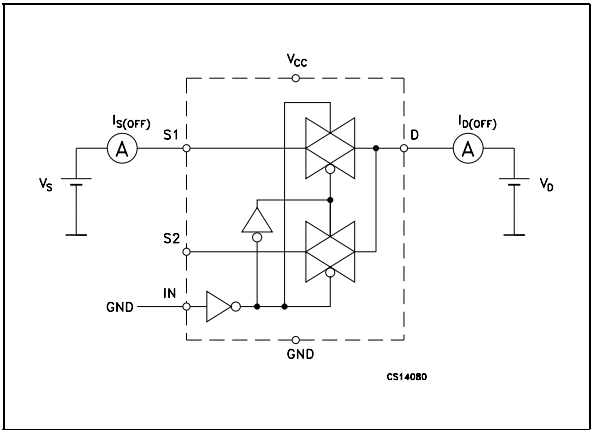 VCC
IS(OFF)
ID(OFF)
A
S1
D
A
VS
VD
S2
IN
GND
GND
CS14080